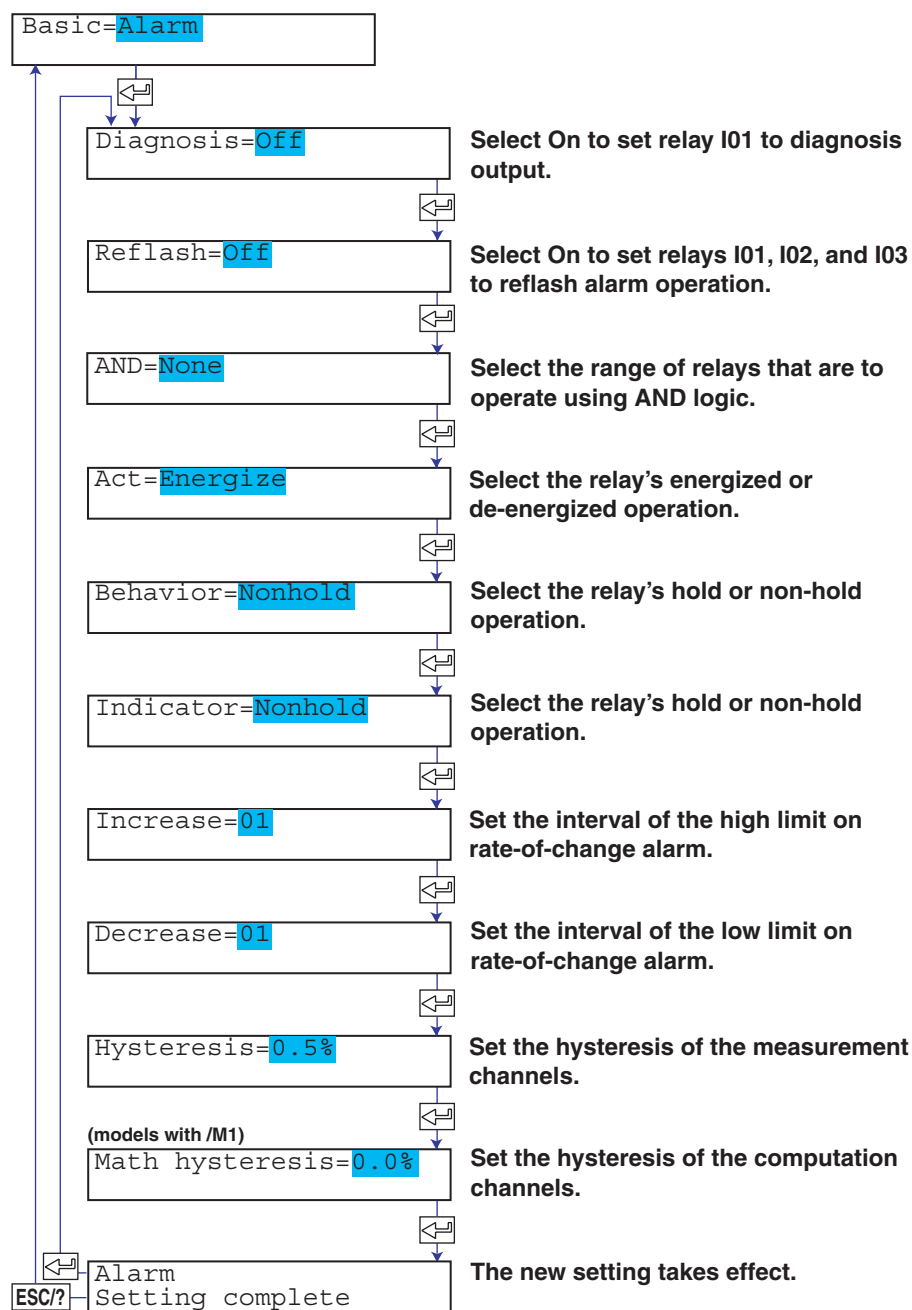 Basic=Alarm
Diagnosis=Off
Select On to set relay I01 to diagnosis
output.
Reflash=Off
Select On to set relays I01, I02, and I03
to reflash alarm operation.
AND=None
Select the range of relays that are to
operate using AND logic.
Act=Energize
Select the relay's energized or
de-energized operation.
Behavior=Nonhold
Select the relay's hold or non-hold
operation.
Indicator=Nonhold
Select the relay's hold or non-hold
operation.
Increase=01
Set the interval of the high limit on
rate-of-change alarm.
Decrease=01
Set the interval of the low limit on
rate-of-change alarm.
Hysteresis=0.5%
Set the hysteresis of the measurement
channels.
(models with /M1)
Math hysteresis=0.0%
Set the hysteresis of the computation
channels.
Alarm
The new setting takes effect.
ESC/?
Setting complete